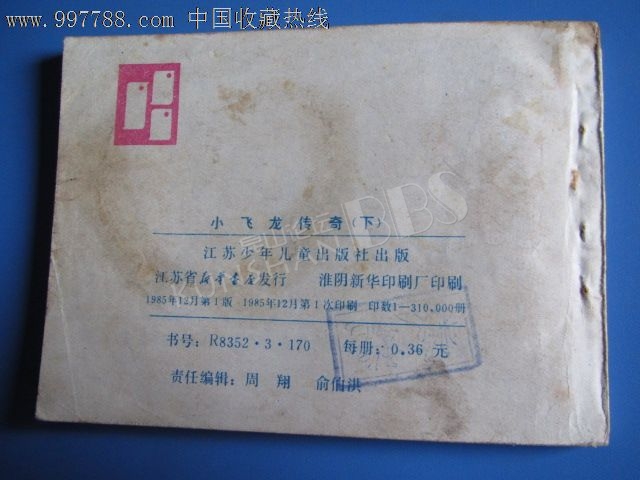 www.997788.com 中国收藏热线
小飞龙传奇(下)
江苏少年儿童出版社出版
江苏省新华书店发行 淮阴新华印刷厂印刷
1985年12月第1版·1985年12月第1次印刷 印数1—310,000册
书号:R8352·3·170 每册:0.36元
责任编辑:周翔 俞俏洪
BBS